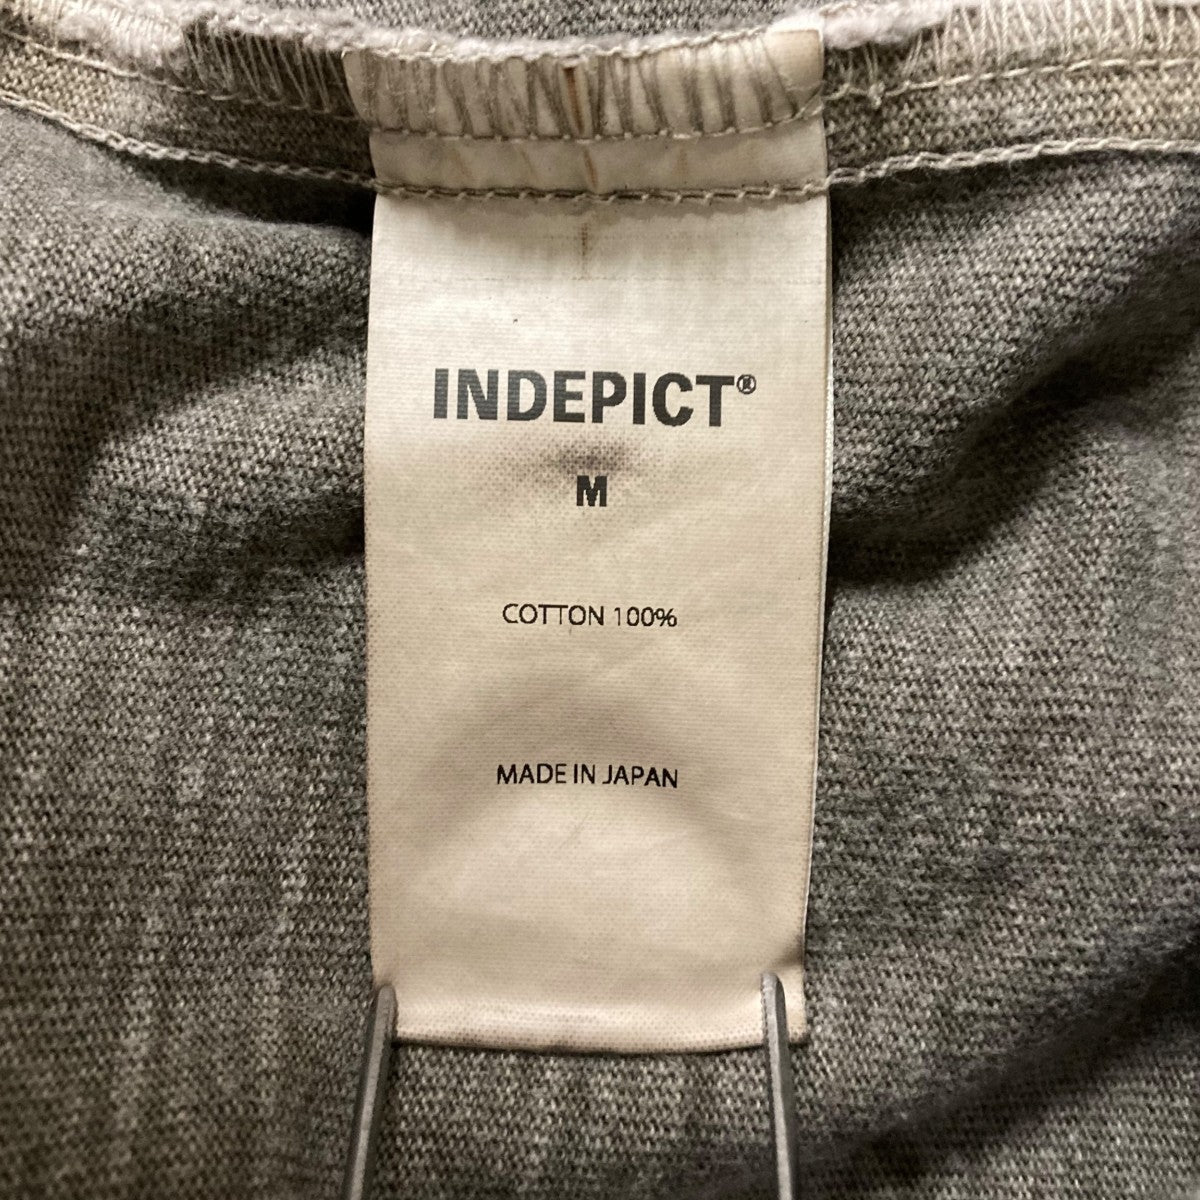 INDEPICT®
M
COTTON 100%
MADE IN JAPAN